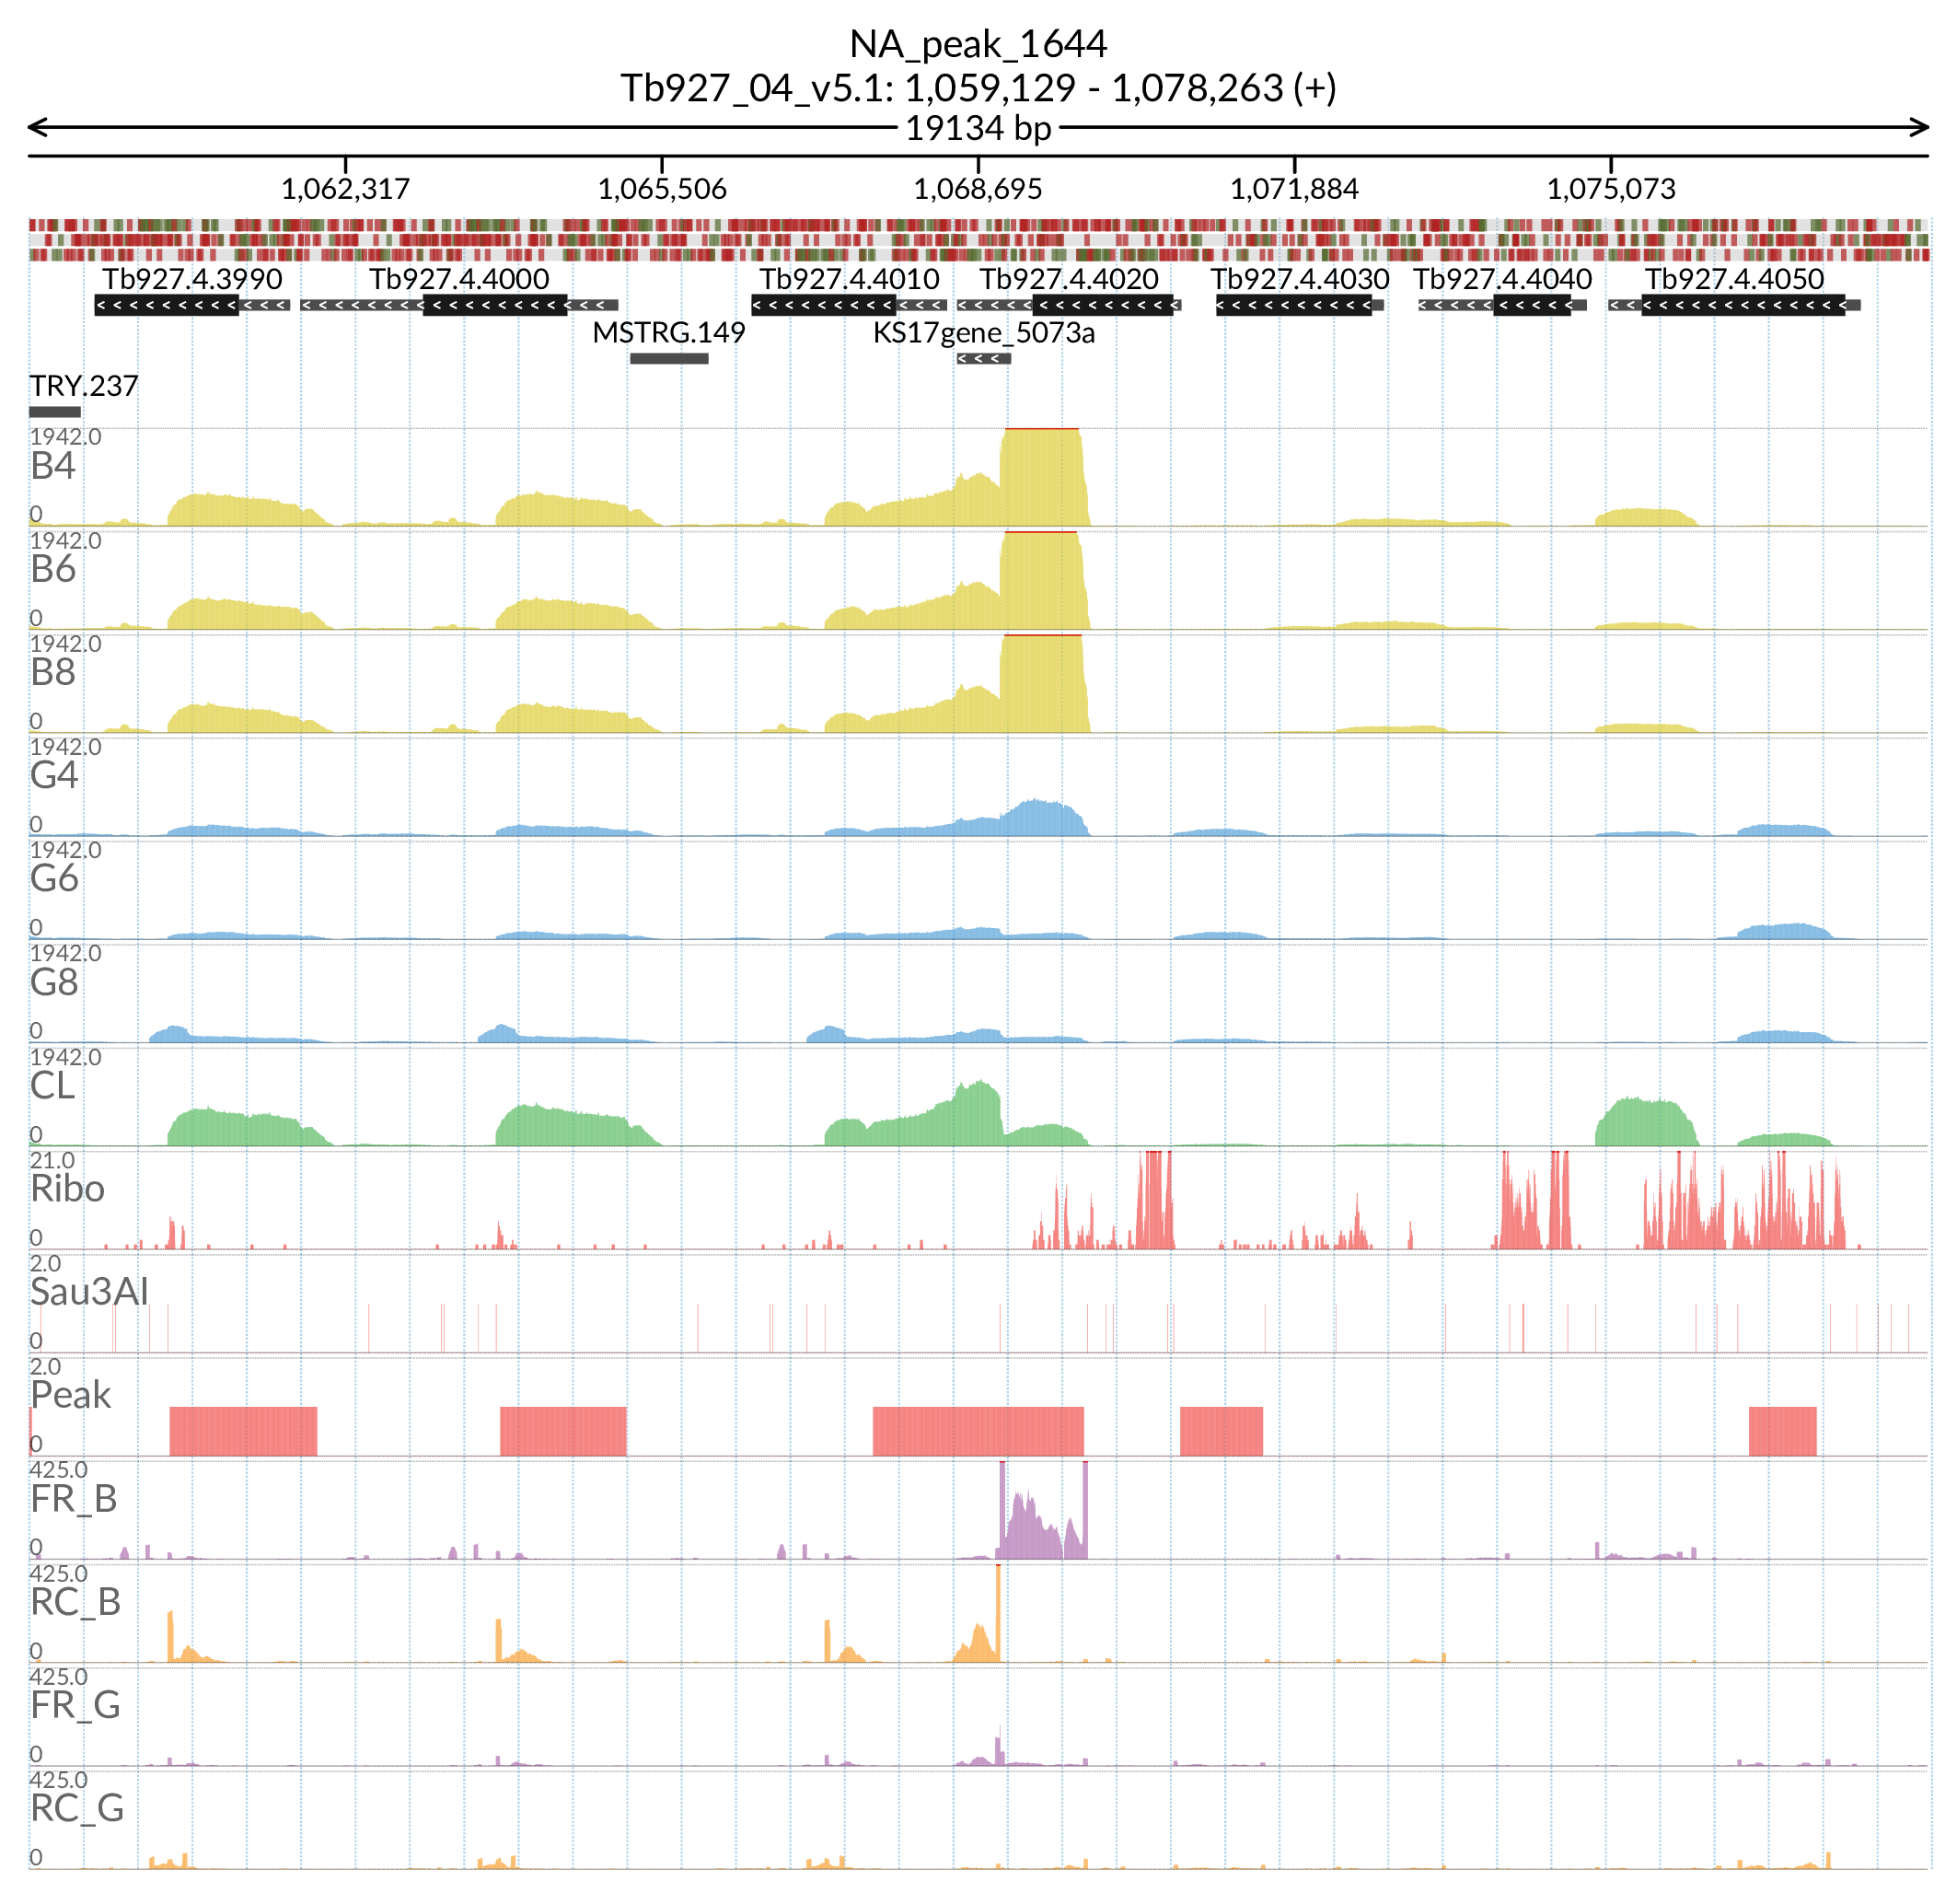 NA_peak_1644
Tb927_04_v5.1: 1,059,129 - 1,078,263 (+)
19134 bp
1,062,317 1,065,506 1,068,695 1,071,884 1,075,073
Tb927.4.3990 Tb927.4.4000 Tb927.4.4010 Tb927.4.4020 Tb927.4.4030 Tb927.4.4040 Tb927.4.4050
MSTRG.149 KS17gene_5073a
TRY.237
1942.0
B4
0
1942.0
B6
0
1942.0
B8
0
1942.0
G4
0
1942.0
G6
0
1942.0
G8
0
1942.0
CL
0
21.0
Ribo
0
2.0
Sau3AI
0
2.0
Peak
0
425.0
FR_B
0
425.0
RC_B
0
425.0
FR_G
0
425.0
RC_G
0